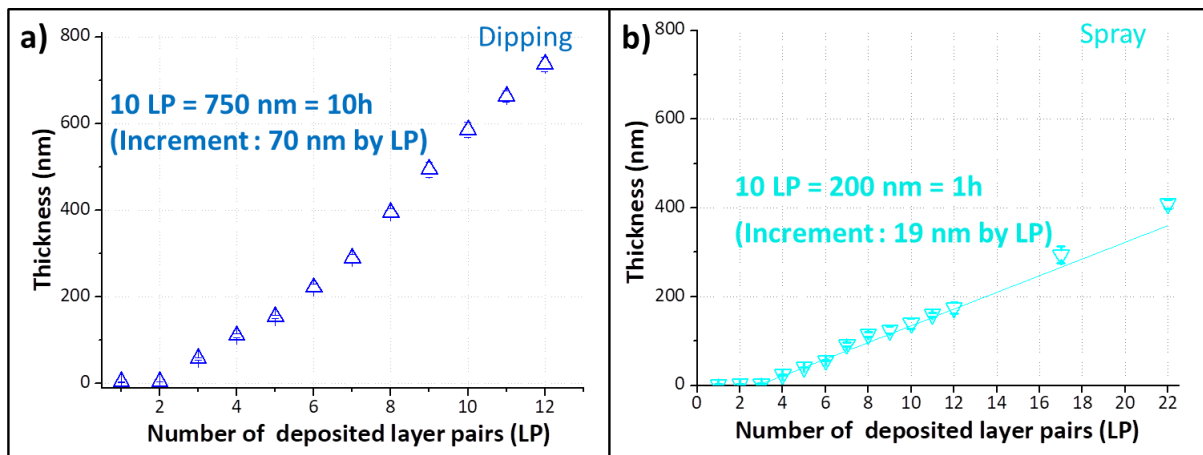 a)
Dipping
10 LP = 750 nm = 10h
(Increment : 70 nm by LP)
Thickness (nm)
800
600
400
200
0
2 4 6 8 10 12
Number of deposited layer pairs (LP)
b)
Spray
10 LP = 200 nm = 1h
(Increment : 19 nm by LP)
Thickness (nm)
800
600
400
200
0
0 2 4 6 8 10 12 14 16 18 20 22
Number of deposited layer pairs (LP)